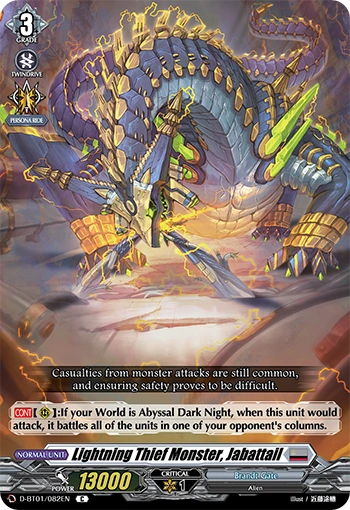 3
GRADE
TWINDRIVE
PERSONA RIDE
Casualties from monster attacks are still common,
and ensuring safety proves to be difficult.
CONT【】:If your World is Abyssal Dark Night, when this unit would
attack, it battles all of the units in one of your opponent's columns.
NORMAL UNIT Lightning Thief Monster, Jabattail
POWER 13000 CRITICAL 1 Brandt Gate
Alien
D-BT01/082EN C Illust / 近藤涼橞